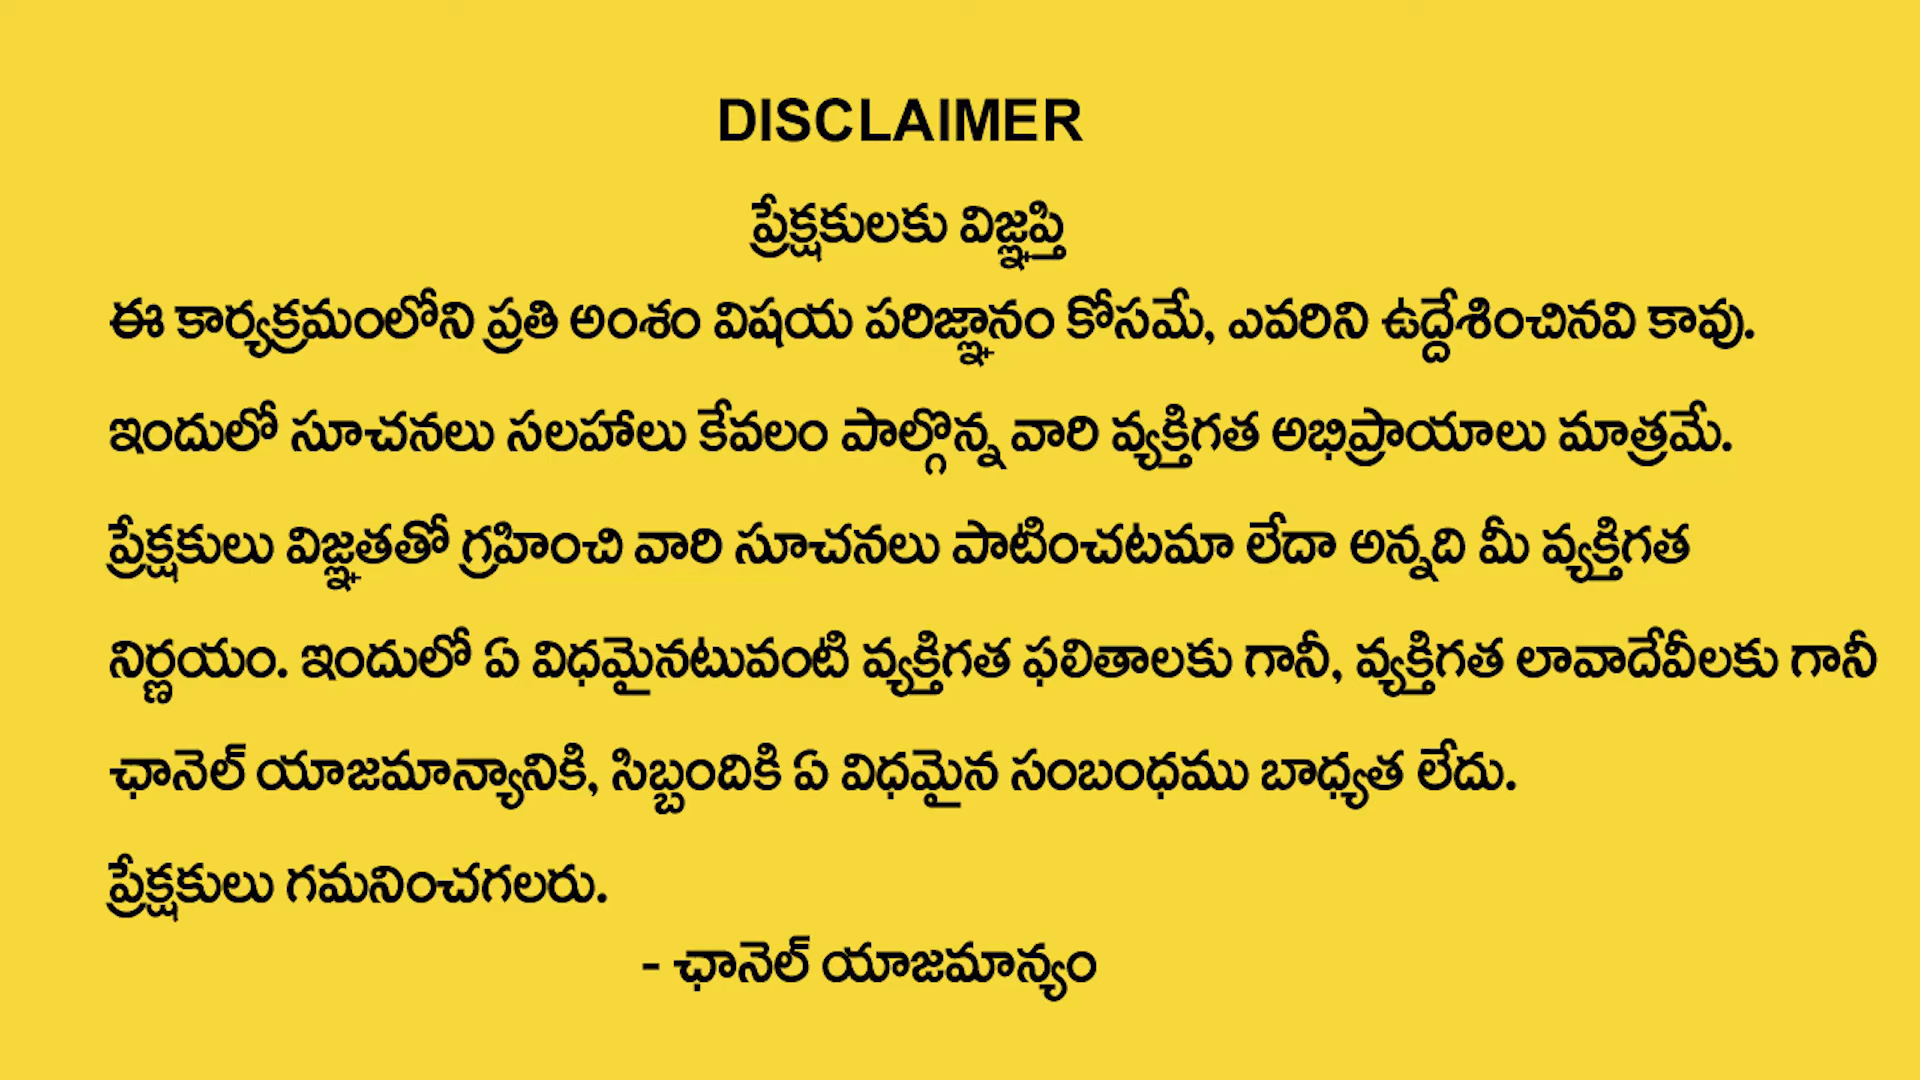 DISCLAIMER
ప్రేక్షకులకు విజ్ఞప్తి
ఈ కార్యక్రమంలోని ప్రతి అంశం విషయ పరిజ్ఞానం కోసమే, ఎవరిని ఉద్దేశించినవి కావు.
ఇందులో సూచనలు సలహాలు కేవలం పాల్గొన్న వారి వ్యక్తిగత అభిప్రాయాలు మాత్రమే.
ప్రేక్షకులు విజ్ఞతతో గ్రహించి వారి సూచనలు పాటించటమా లేదా అన్నది మీ వ్యక్తిగత
నిర్ణయం. ఇందులో ఏ విధమైనటువంటి వ్యక్తిగత ఫలితాలకు గానీ, వ్యక్తిగత లావాదేవీలకు గానీ
ఛానెల్ యాజమాన్యానికి, సిబ్బందికి ఏ విధమైన సంబంధము బాధ్యత లేదు.
ప్రేక్షకులు గమనించగలరు.
- ఛానెల్ యాజమాన్యం